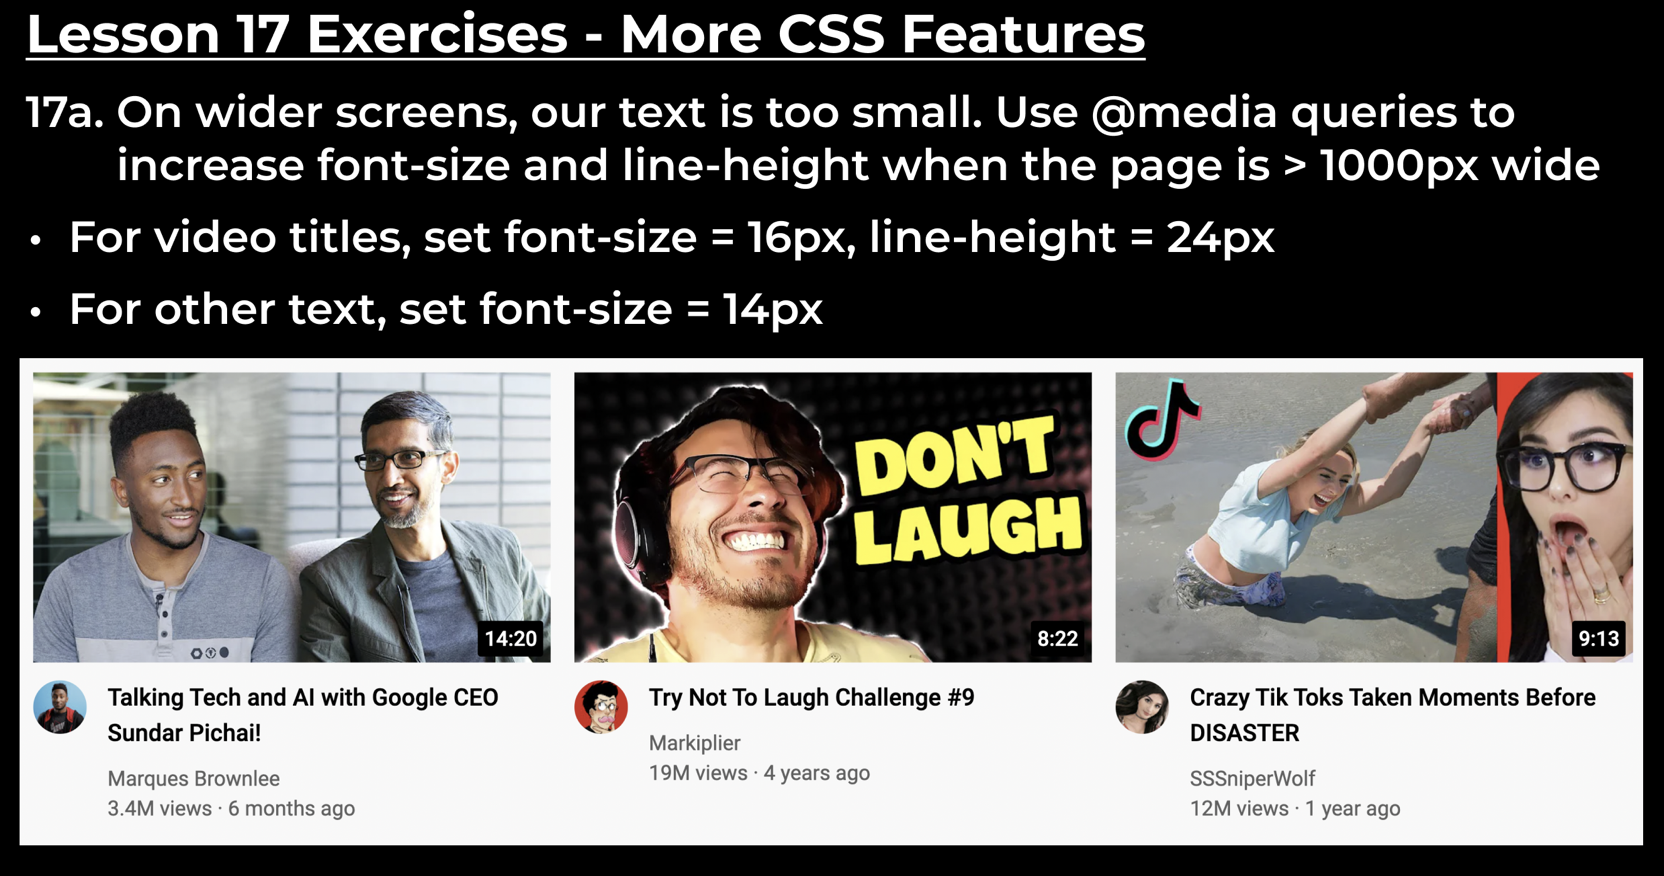 Lesson 17 Exercises - More CSS Features
17a. On wider screens, our text is too small. Use @media queries to
increase font-size and line-height when the page is > 1000px wide
• For video titles, set font-size = 16px, line-height = 24px
• For other text, set font-size = 14px
DON'T
LAUGH
14:20
8:22
9:13
Talking Tech and AI with Google CEO
Sundar Pichai!
Marques Brownlee
3.4M views · 6 months ago
Try Not To Laugh Challenge #9
Markiplier
19M views · 4 years ago
Crazy Tik Toks Taken Moments Before
DISASTER
SSSniperWolf
12M views · 1 year ago